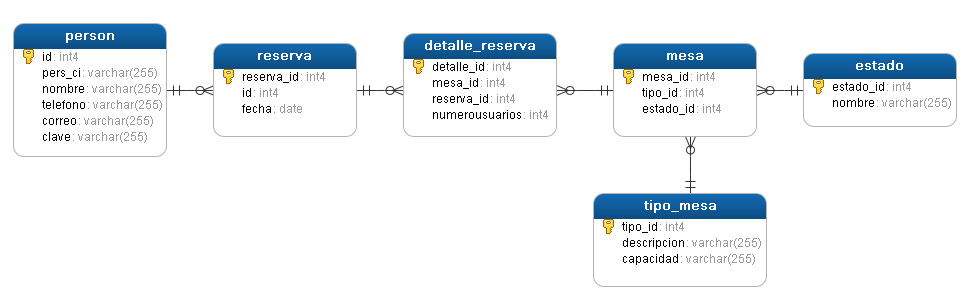 person
id: int4
pers_ci: varchar(255)
nombre: varchar(255)
telefono: varchar(255)
correo: varchar(255)
clave: varchar(255)
reserva
reserva_id: int4
id: int4
fecha: date
detalle_reserva
detalle_id: int4
mesa_id: int4
reserva_id: int4
numerousuarios: int4
mesa
mesa_id: int4
tipo_id: int4
estado_id: int4
estado
estado_id: int4
nombre: varchar(255)
tipo_mesa
tipo_id: int4
descripcion: varchar(255)
capacidad: varchar(255)